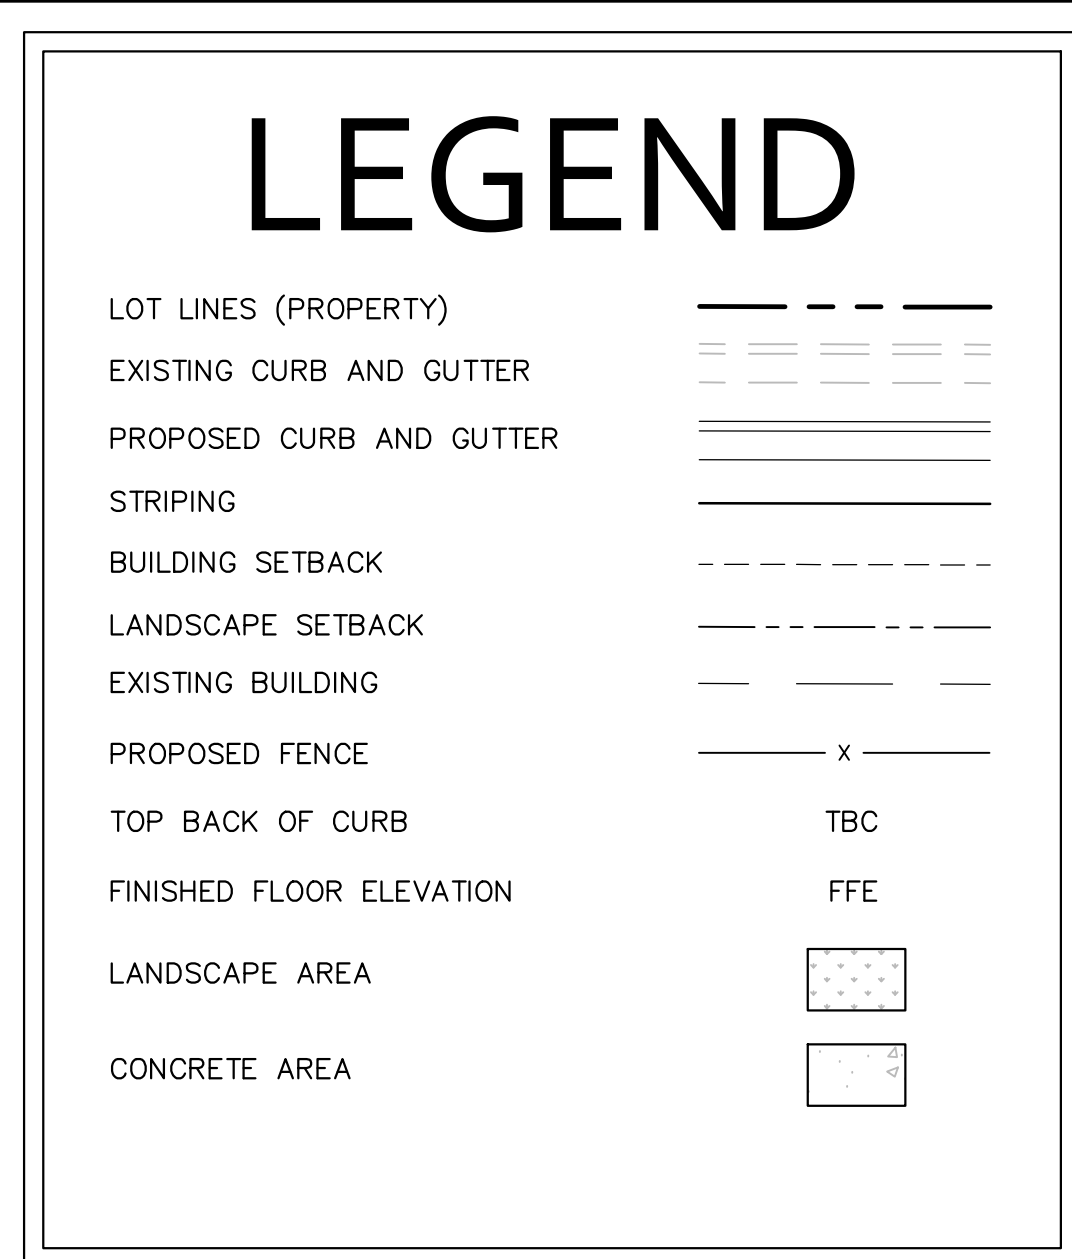 LEGEND
LOT LINES (PROPERTY)
EXISTING CURB AND GUTTER
PROPOSED CURB AND GUTTER
STRIPING
BUILDING SETBACK
LANDSCAPE SETBACK
EXISTING BUILDING
PROPOSED FENCE X
TOP BACK OF CURB TBC
FINISHED FLOOR ELEVATION FFE
LANDSCAPE AREA
CONCRETE AREA